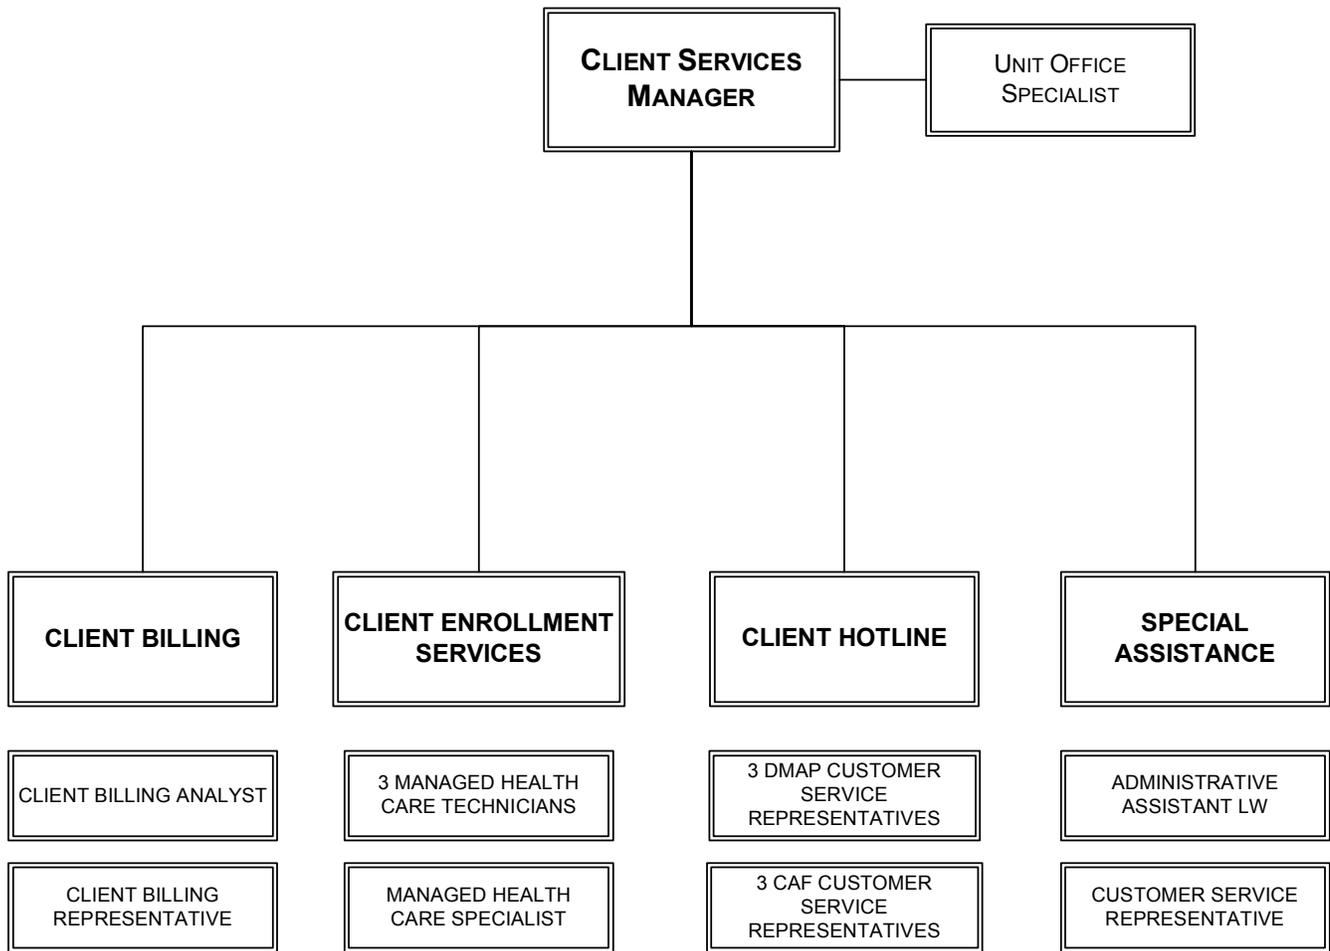 CLIENT SERVICES
MANAGER
UNIT OFFICE
SPECIALIST
CLIENT BILLING
CLIENT ENROLLMENT
SERVICES
CLIENT HOTLINE
SPECIAL
ASSISTANCE
CLIENT BILLING ANALYST
3 MANAGED HEALTH
CARE TECHNICIANS
3 DMAP CUSTOMER
SERVICE
REPRESENTATIVES
ADMINISTRATIVE
ASSISTANT LW
CLIENT BILLING
REPRESENTATIVE
MANAGED HEALTH
CARE SPECIALIST
3 CAF CUSTOMER
SERVICE
REPRESENTATIVES
CUSTOMER SERVICE
REPRESENTATIVE